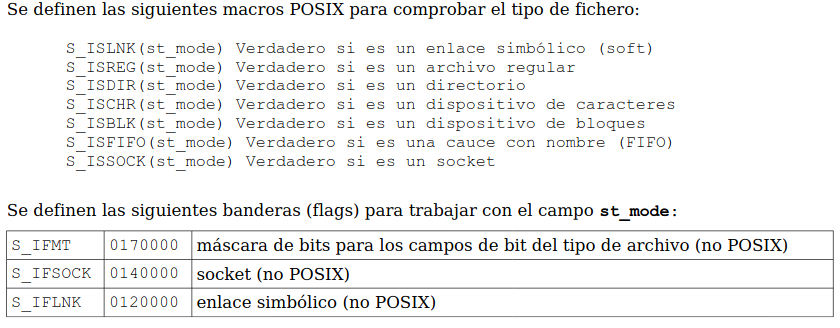 Se definen las siguientes macros POSIX para comprobar el tipo de fichero:
S_ISLNK(st_mode) Verdadero si es un enlace simbólico (soft)
S_ISREG(st_mode) Verdadero si es un archivo regular
S_ISDIR(st_mode) Verdadero si es un directorio
S_ISCHR(st_mode) Verdadero si es un dispositivo de caracteres
S_ISBLK(st_mode) Verdadero si es un dispositivo de bloques
S_ISFIFO(st_mode) Verdadero si es una cauce con nombre (FIFO)
S_ISSOCK(st_mode) Verdadero si es un socket
Se definen las siguientes banderas (flags) para trabajar con el campo st_mode:
S_IFMT 0170000 máscara de bits para los campos de bit del tipo de archivo (no POSIX)
S_IFSOCK 0140000 socket (no POSIX)
S_IFLNK 0120000 enlace simbólico (no POSIX)